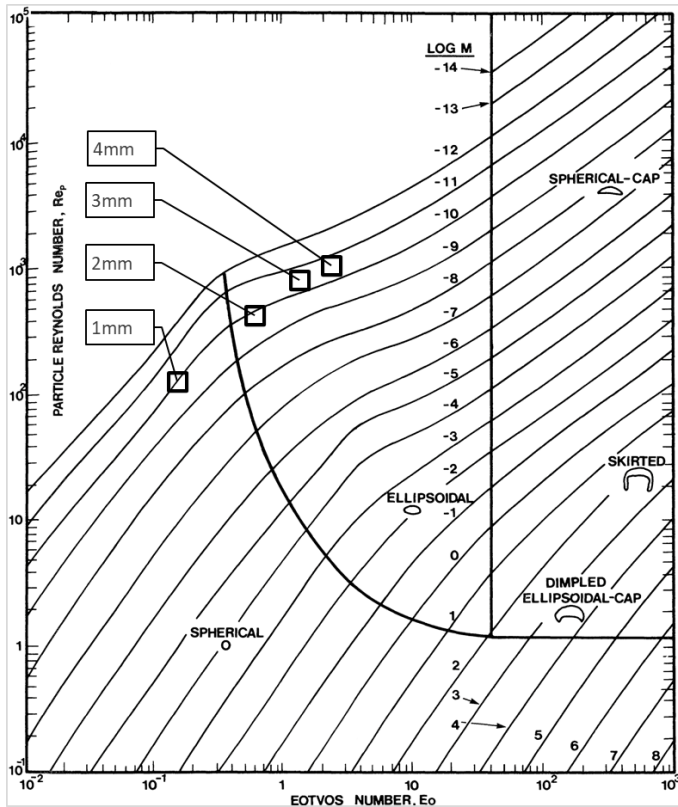 10^5
10^4
10^3
10^2
10
1
10^-1
10^-2
10^-1
1
10
10^2
10^3
PARTICLE REYNOLDS NUMBER, Re_p
EOTVOS NUMBER, Eo
4mm
3mm
2mm
1mm
LOG M
-14
-13
-12
-11
-10
-9
-8
-7
-6
-5
-4
-3
-2
-1
0
1
2
3
4
5
6
7
8
SPHERICAL-CAP
SKIRTED
ELLIPSOIDAL
DIMPLED
ELLIPSOIDAL-CAP
SPHERICAL